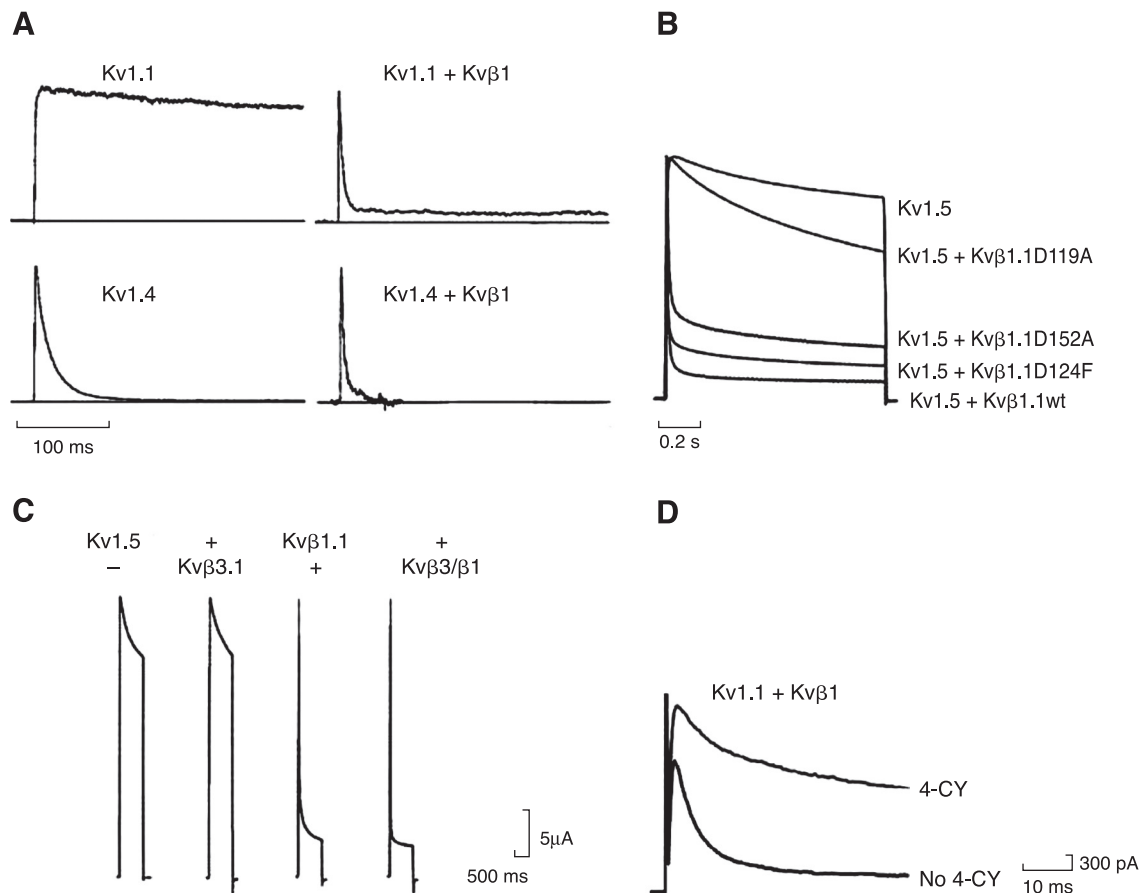 A
Kv1.1
Kv1.1 + Kvβ1
Kv1.4
Kv1.4 + Kvβ1
100 ms
B
Kv1.5
Kv1.5 + Kvβ1.1D119A
Kv1.5 + Kvβ1.1D152A
Kv1.5 + Kvβ1.1D124F
Kv1.5 + Kvβ1.1wt
0.2 s
C
Kv1.5 + Kvβ1.1 +
– Kvβ3.1 + Kvβ3/β1
5μA
500 ms
D
Kv1.1 + Kvβ1
4-CY
No 4-CY
300 pA
10 ms